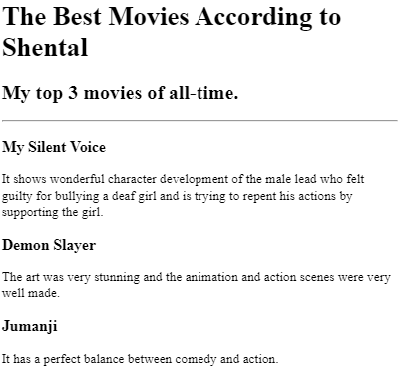 The Best Movies According to
Shental
My top 3 movies of all-time.
My Silent Voice
It shows wonderful character development of the male lead who felt
guilty for bullying a deaf girl and is trying to repent his actions by
supporting the girl.
Demon Slayer
The art was very stunning and the animation and action scenes were very
well made.
Jumanji
It has a perfect balance between comedy and action.